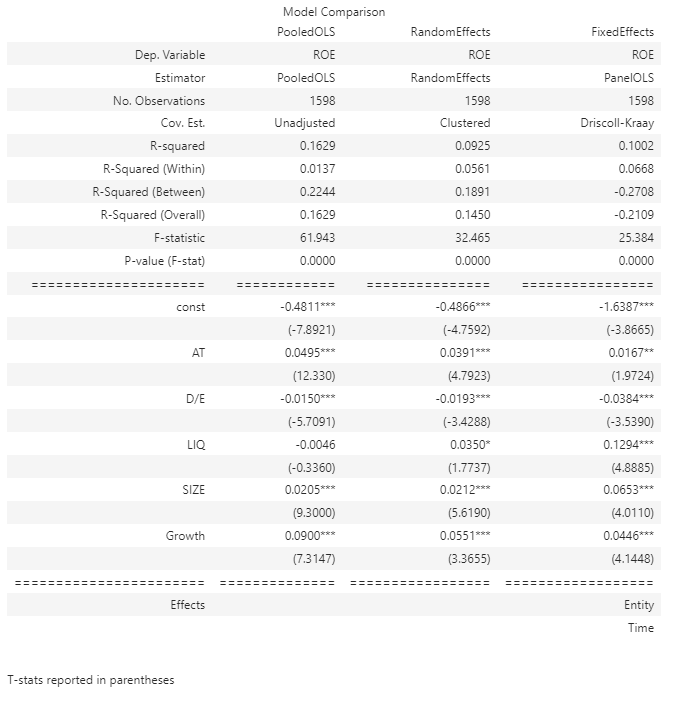 Model Comparison
PooledOLS RandomEffects FixedEffects
Dep. Variable ROE ROE ROE
Estimator PooledOLS RandomEffects PanelOLS
No. Observations 1598 1598 1598
Cov. Est. Unadjusted Clustered Driscoll-Kraay
R-squared 0.1629 0.0925 0.1002
R-Squared (Within) 0.0137 0.0561 0.0668
R-Squared (Between) 0.2244 0.1891 -0.2708
R-Squared (Overall) 0.1629 0.1450 -0.2109
F-statistic 61.943 32.465 25.384
P-value (F-stat) 0.0000 0.0000 0.0000
===================== ============ =============== ================
const -0.4811*** -0.4866*** -1.6387***
(-7.8921) (-4.7592) (-3.8665)
AT 0.0495*** 0.0391*** 0.0167**
(12.330) (4.7923) (1.9724)
D/E -0.0150*** -0.0193*** -0.0384***
(-5.7091) (-3.4288) (-3.5390)
LIQ -0.0046 0.0350* 0.1294***
(-0.3360) (1.7737) (4.8885)
SIZE 0.0205*** 0.0212*** 0.0653***
(9.3000) (5.6190) (4.0110)
Growth 0.0900*** 0.0551*** 0.0446***
(7.3147) (3.3655) (4.1448)
======================= ============== ================= ==================
Effects Entity
Time
T-stats reported in parentheses